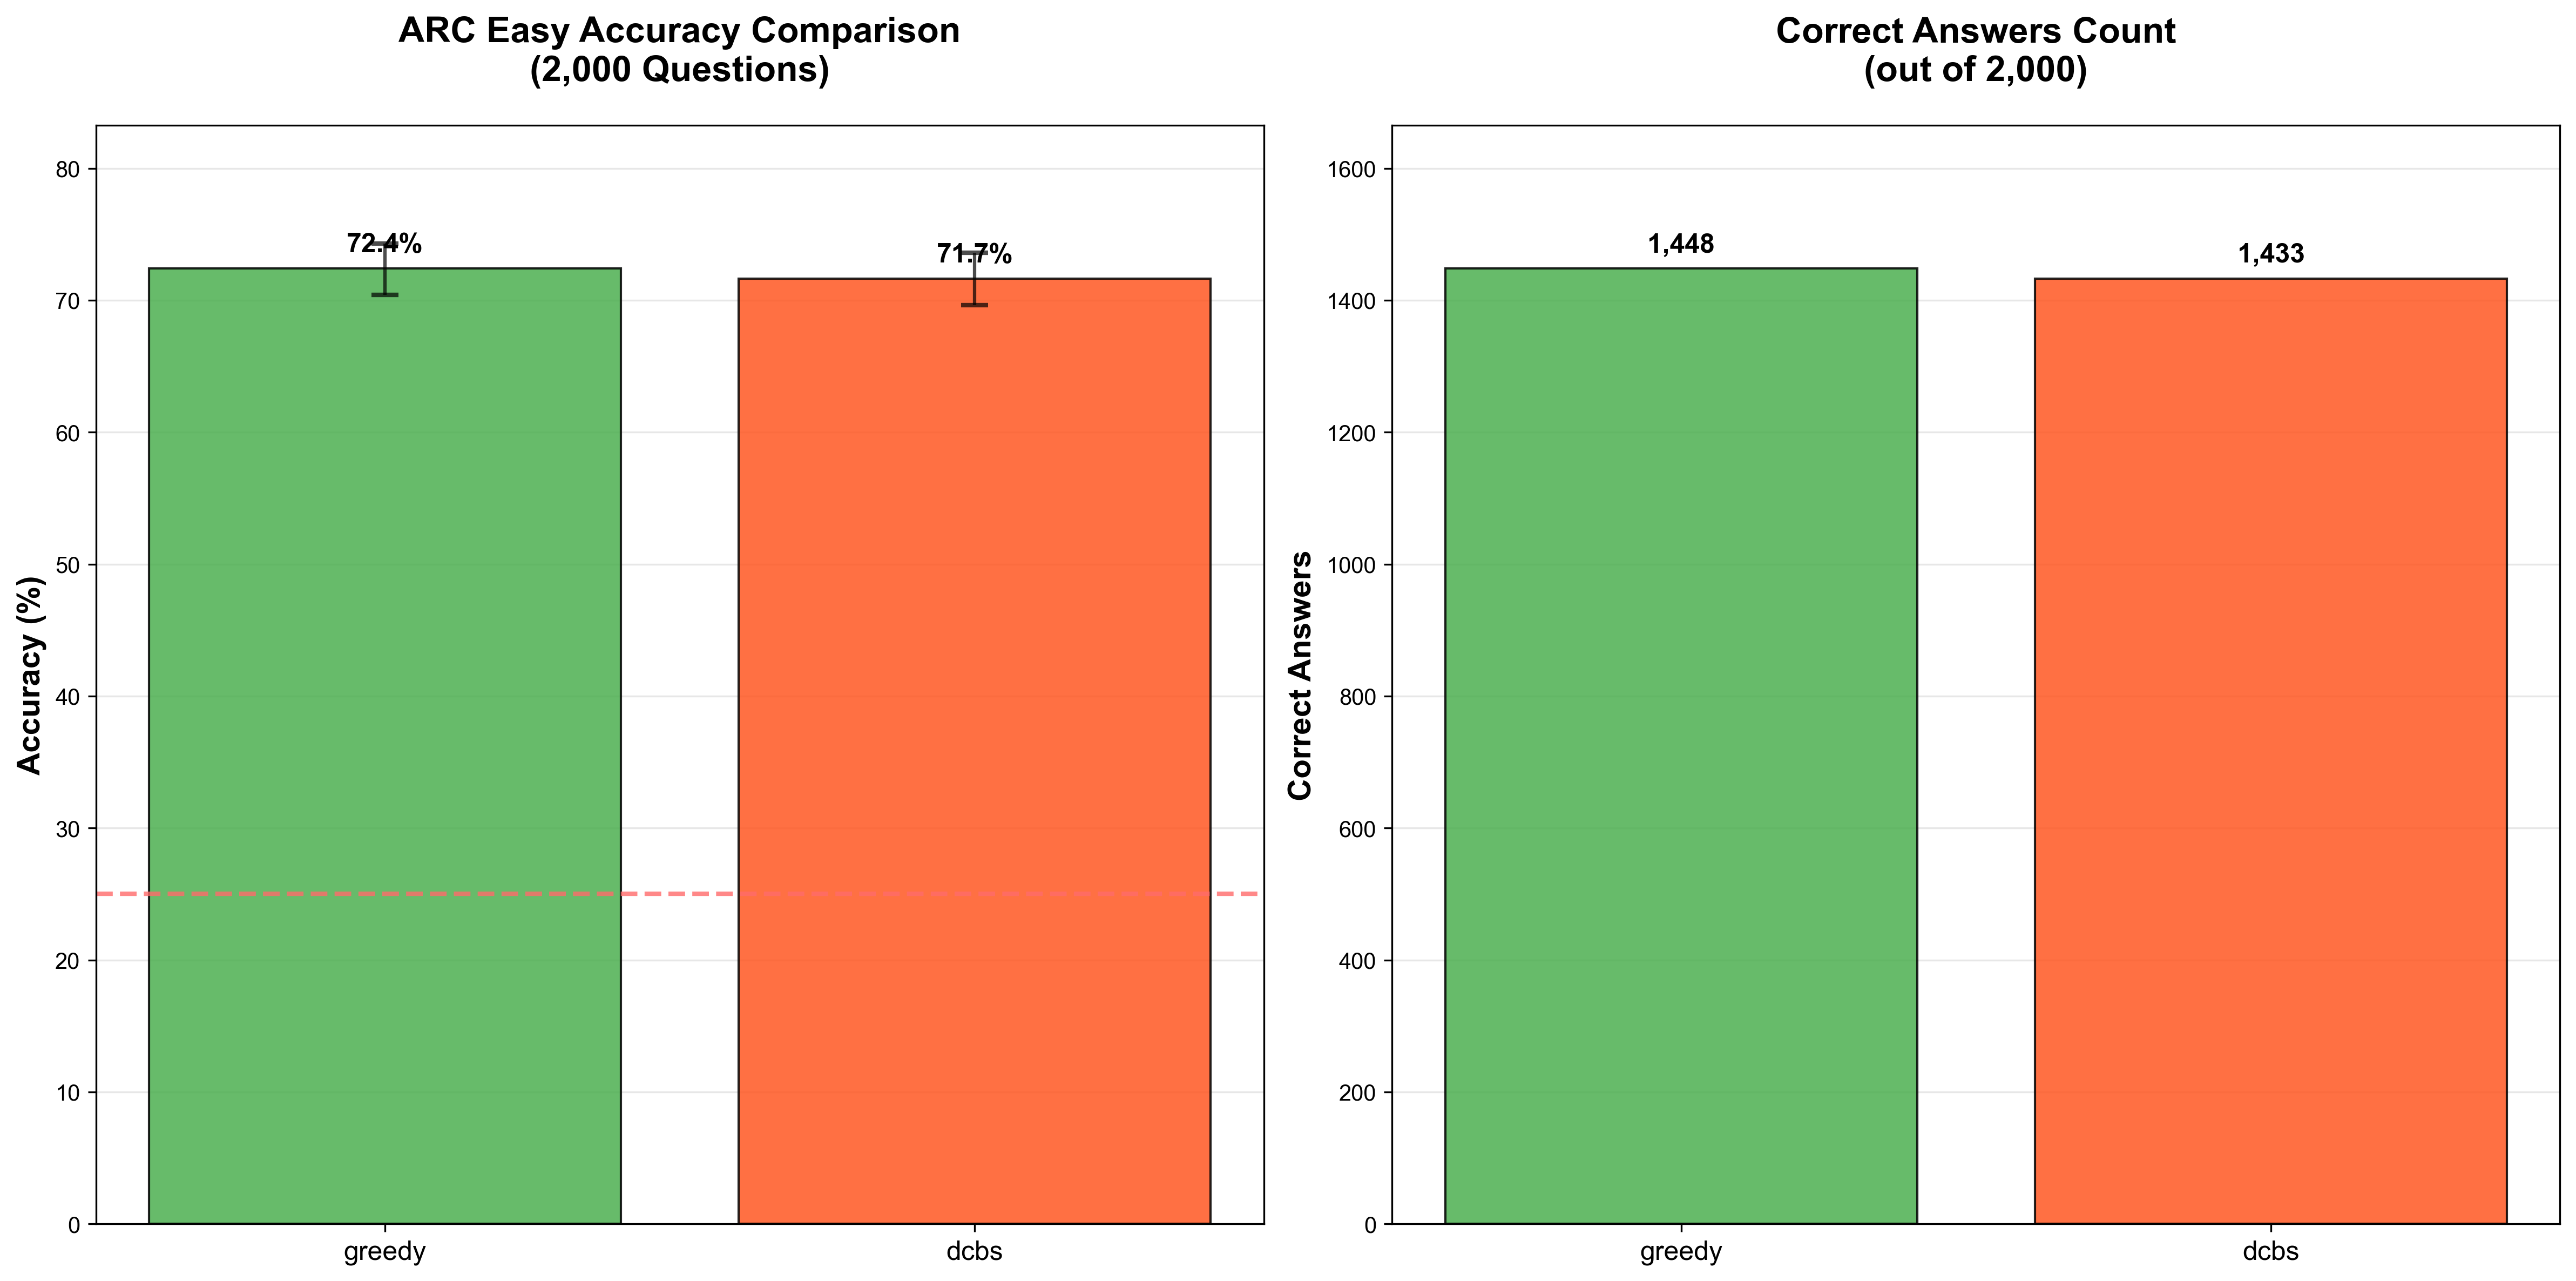 ARC Easy Accuracy Comparison
(2,000 Questions)
Accuracy (%)
80
70
60
50
40
30
20
10
0
72.4%
71.7%
greedy
dcbs
Correct Answers Count
(out of 2,000)
Correct Answers
1600
1400
1200
1000
800
600
400
200
0
1,448
1,433
greedy
dcbs